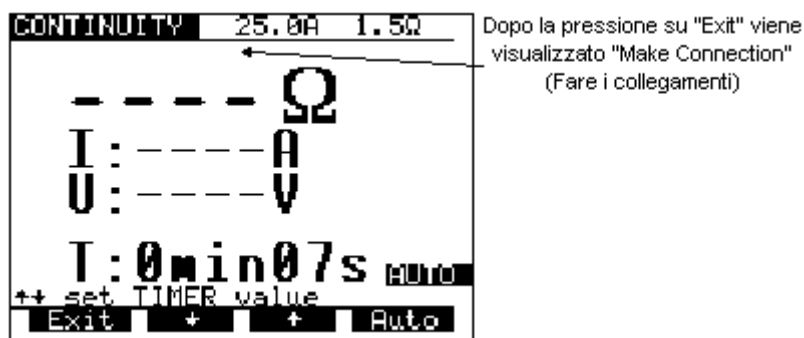 CONTINUITY 25.0A 1.5Ω
Dopo la pressione su "Exit" viene
visualizzato "Make Connection"
(Fare i collegamenti)
---- Ω
I:----A
U:----V
T:0min07s AUTO
↑↓ set TIMER value
Exit ↓ ↑ Auto